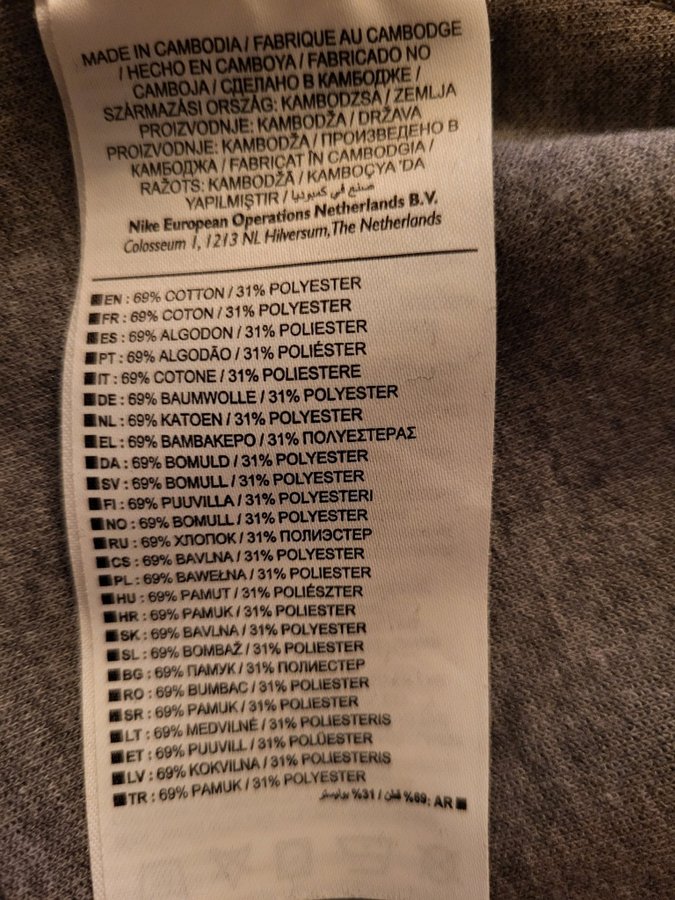 MADE IN CAMBODIA / FABRIQUE AU CAMBODGE
/ HECHO EN CAMBOYA / FABRICADO NO
CAMBOJA / СДЕЛАНО В КАМБОДЖЕ /
SZÁRMAZÁSI ORSZÁG: KAMBODZSA / ZEMLJA
PROIZVODNJE: KAMBODŽA / DRŽAVA
PROIZVODNJE: KAMBODŽA / ПРОИЗВЕДЕНО В
КАМБОДЖА / FABRICAT ÎN CAMBODGIA /
RAŽOTS: KAMBODŽĀ / KAMBOÇYA 'DA
YAPILMIŞTIR / صنع في كمبوديا
Nike European Operations Netherlands B.V.
Colosseum 1, 1213 NL Hilversum, The Netherlands
EN : 69% COTTON / 31% POLYESTER
FR : 69% COTON / 31% POLYESTER
ES : 69% ALGODON / 31% POLIESTER
PT : 69% ALGODÃO / 31% POLIÉSTER
IT : 69% COTONE / 31% POLIESTERE
DE : 69% BAUMWOLLE / 31% POLYESTER
NL : 69% KATOEN / 31% POLYESTER
EL : 69% ΒΑΜΒΑΚΕΡΟ / 31% ΠΟΛΥΕΣΤΕΡΑΣ
DA : 69% BOMULD / 31% POLYESTER
SV : 69% BOMULL / 31% POLYESTER
FI : 69% PUUVILLA / 31% POLYESTERI
NO : 69% BOMULL / 31% POLYESTER
RU : 69% ХЛОПОК / 31% ПОЛИЭСТЕР
CS : 69% BAVLNA / 31% POLYESTER
PL : 69% BAWEŁNA / 31% POLIESTER
HU : 69% PAMUT / 31% POLIÉSZTER
HR : 69% PAMUK / 31% POLIESTER
SK : 69% BAVLNA / 31% POLYESTER
SL : 69% BOMBAŽ / 31% POLIESTER
BG : 69% ПАМУК / 31% ПОЛИЕСТЕР
RO : 69% BUMBAC / 31% POLIESTER
SR : 69% PAMUK / 31% POLIESTER
LT : 69% MEDVILNĖ / 31% POLIESTERIS
ET : 69% PUUVILL / 31% POLÜESTER
LV : 69% KOKVILNA / 31% POLIESTERIS
TR : 69% PAMUK / 31% POLYESTER
AR :69% قطن / 31% بوليستر